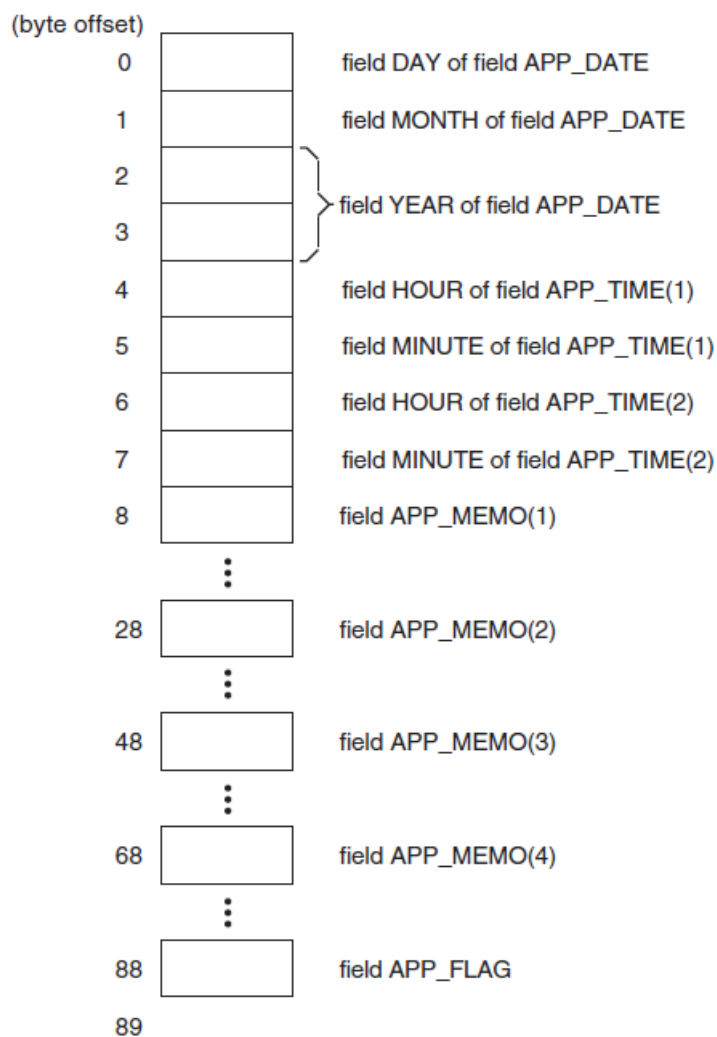 (byte offset)
0 field DAY of field APP_DATE
1 field MONTH of field APP_DATE
2
field YEAR of field APP_DATE
3
4 field HOUR of field APP_TIME(1)
5 field MINUTE of field APP_TIME(1)
6 field HOUR of field APP_TIME(2)
7 field MINUTE of field APP_TIME(2)
8 field APP_MEMO(1)
28 field APP_MEMO(2)
48 field APP_MEMO(3)
68 field APP_MEMO(4)
88 field APP_FLAG
89